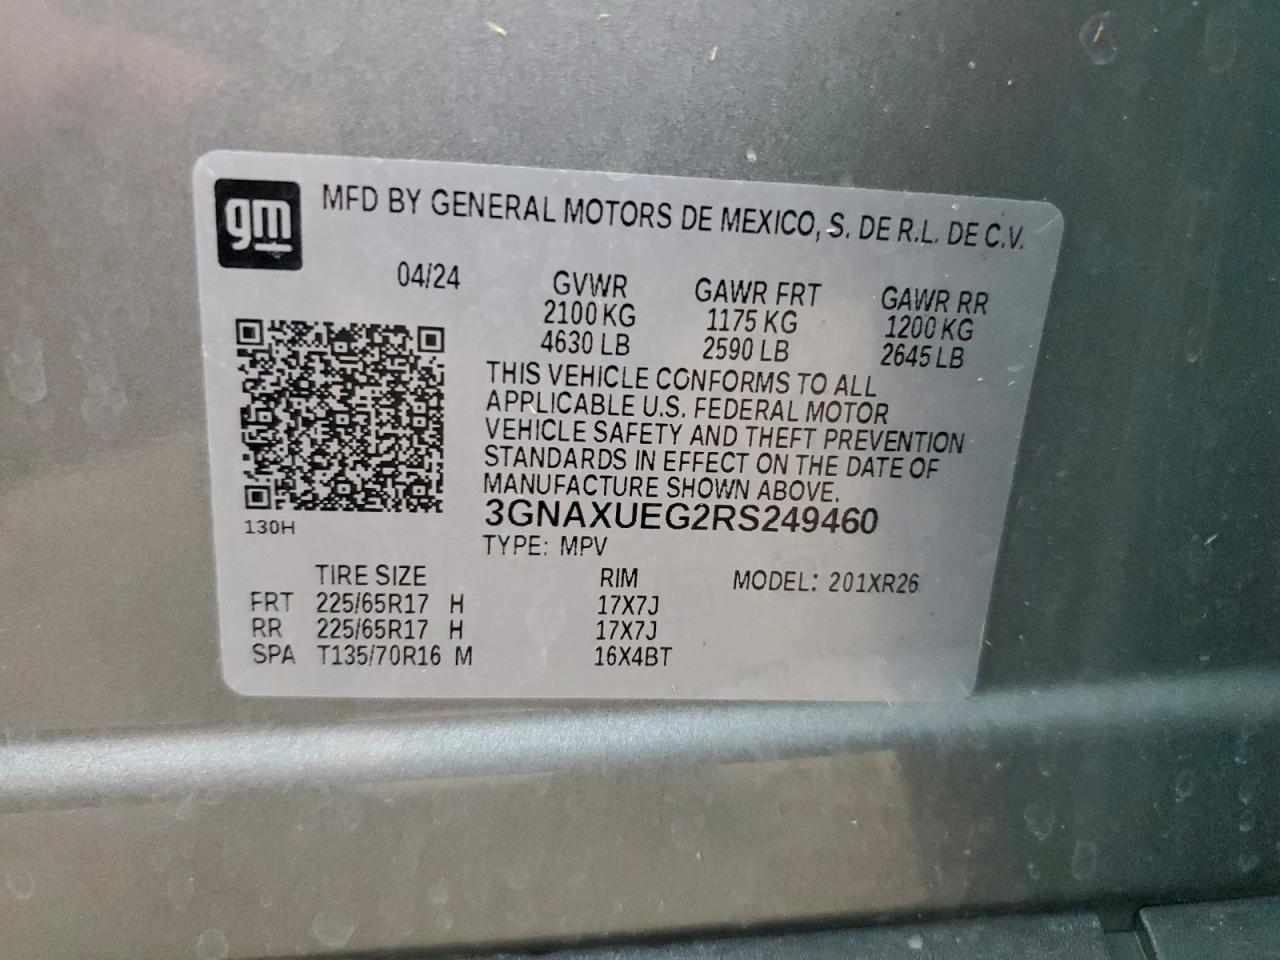 gm
MFD BY GENERAL MOTORS DE MEXICO, S. DE R.L. DE C.V.
04/24 GVWR GAWR FRT GAWR RR
2100 KG 1175 KG 1200 KG
4630 LB 2590 LB 2645 LB
THIS VEHICLE CONFORMS TO ALL
APPLICABLE U.S. FEDERAL MOTOR
VEHICLE SAFETY AND THEFT PREVENTION
STANDARDS IN EFFECT ON THE DATE OF
MANUFACTURE SHOWN ABOVE.
3GNAXUEG2RS249460
130H
TYPE: MPV
TIRE SIZE RIM MODEL: 201XR26
FRT 225/65R17 H 17X7J
RR 225/65R17 H 17X7J
SPA T135/70R16 M 16X4BT